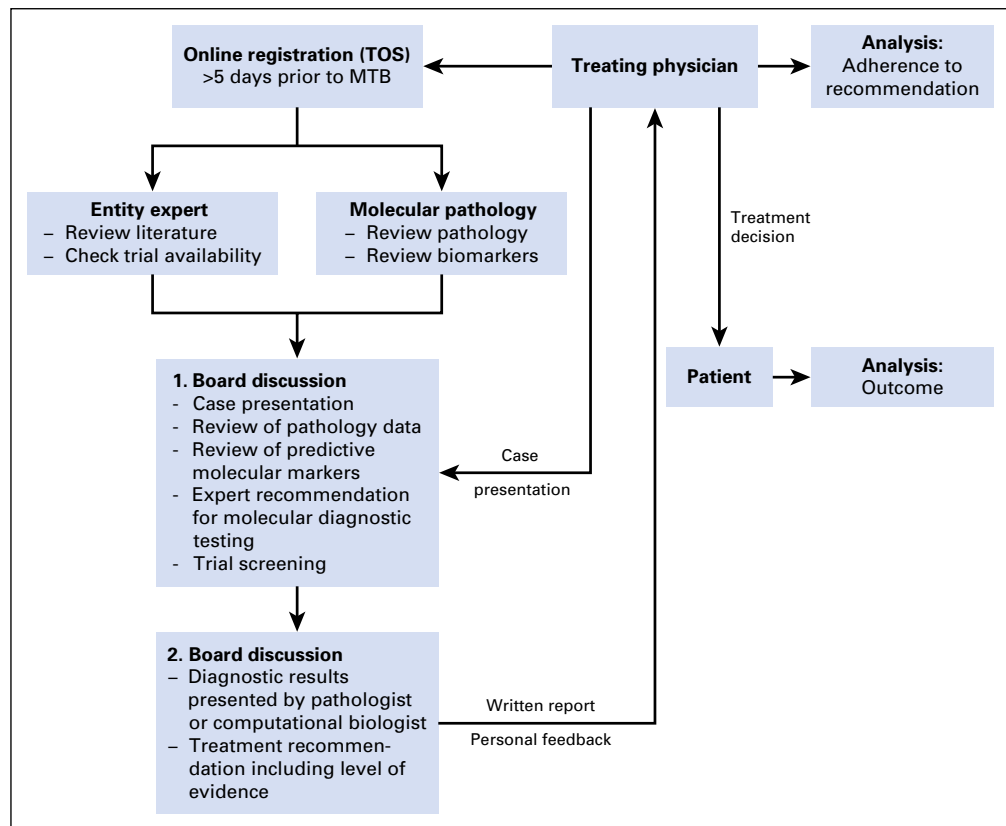 Online registration (TOS)
>5 days prior to MTB
Treating physician
Analysis:
Adherence to
recommendation
Entity expert
– Review literature
– Check trial availability
Molecular pathology
– Review pathology
– Review biomarkers
Treatment
decision
1. Board discussion
- Case presentation
- Review of pathology data
- Review of predictive
molecular markers
- Expert recommendation
for molecular diagnostic
testing
- Trial screening
Case
presentation
Patient
Analysis:
Outcome
2. Board discussion
– Diagnostic results
presented by pathologist
or computational biologist
– Treatment recommen-
dation including level of
evidence
Written report
Personal feedback